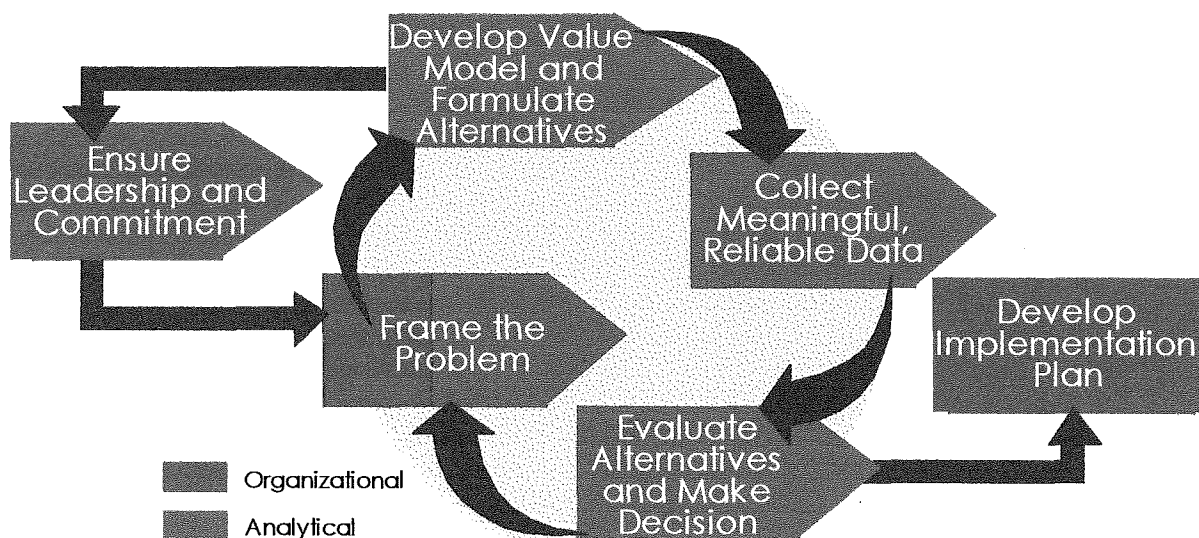 Develop Value
Model and
Formulate
Alternatives
Ensure
Leadership and
Commitment
Collect
Meaningful,
Reliable Data
Frame the
Problem
Develop
Implementation
Plan
Evaluate
Alternatives
and Make
Decision
Organizational
Analytical